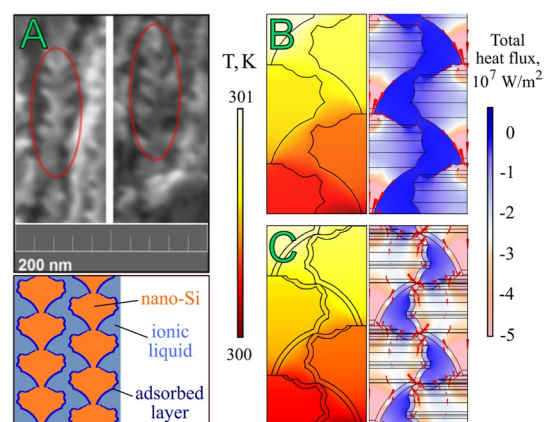 A
200 nm
nano-Si
ionic
liquid
adsorbed
layer
T, K
301
300
B
C
Total
heat flux,
10⁷ W/m²
0
-1
-2
-3
-4
-5